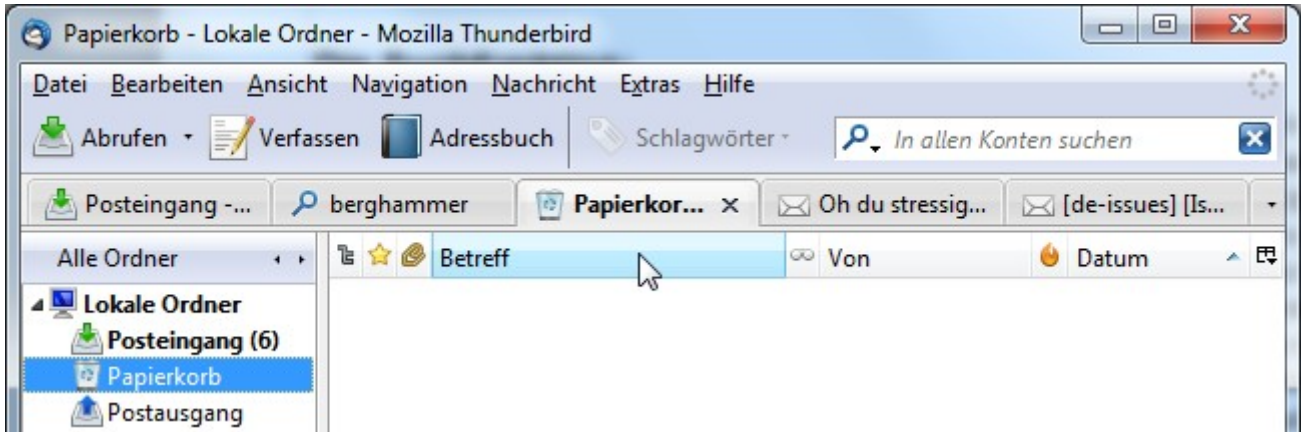 Papierkorb - Lokale Ordner - Mozilla Thunderbird
Datei Bearbeiten Ansicht Navigation Nachricht Extras Hilfe
Abrufen Verfassen Adressbuch Schlagwörter In allen Konten suchen
Posteingang -... berghammer Papierkor... Oh du stressig... [de-issues] [Is...
Alle Ordner Betreff Von Datum
Lokale Ordner
Posteingang (6)
Papierkorb
Postausgang